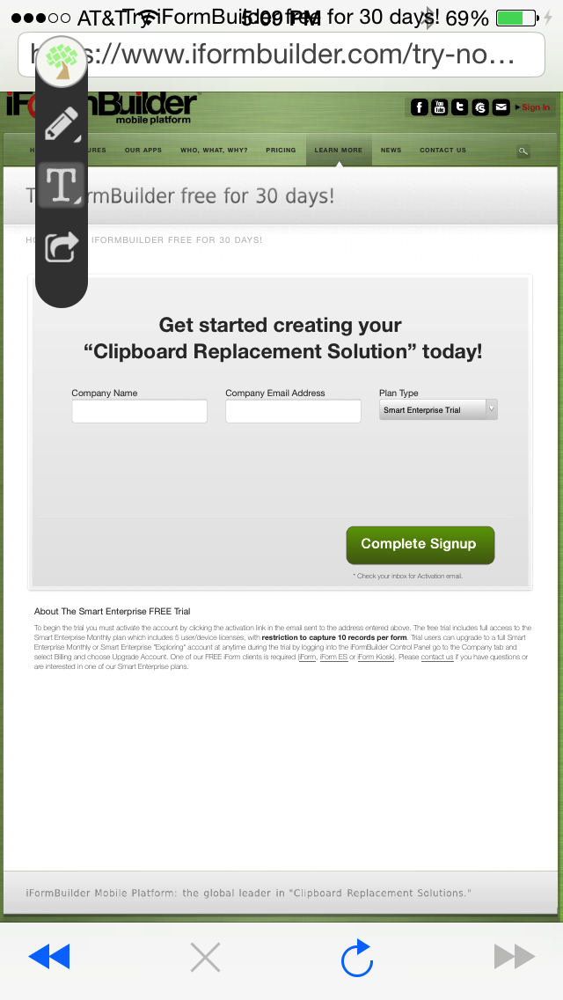 AT&T 5:09 PM 69%
Try iFormBuilder free for 30 days!
https://www.iformbuilder.com/try-no…
iFormBuilder
mobile platform
Sign In
OUR APPS WHO, WHAT, WHY? PRICING LEARN MORE NEWS CONTACT US
FormBuilder free for 30 days!
IFORMBUILDER FREE FOR 30 DAYS!
Get started creating your
“Clipboard Replacement Solution” today!
Company Name Company Email Address Plan Type
Smart Enterprise Trial
Complete Signup
* Check your inbox for Activation email.
About The Smart Enterprise FREE Trial
To begin the trial you must activate the account by clicking the activation link in the email sent to the address entered above. The free trial includes full access to the
Smart Enterprise Monthly plan which includes 5 user/device licenses, with restriction to capture 10 records per form. Trial users can upgrade to a full Smart
Enterprise Monthly or Smart Enterprise "Exploring" account at anytime during the trial by logging into the iFormBuilder Control Panel go to the Company tab and
select Billing and choose Upgrade Account. One of our FREE iForm clients is required (iForm, iForm ES or iForm Kiosk). Please contact us if you have questions or
are interested in one of our Smart Enterprise plans.
iFormBuilder Mobile Platform: the global leader in "Clipboard Replacement Solutions."